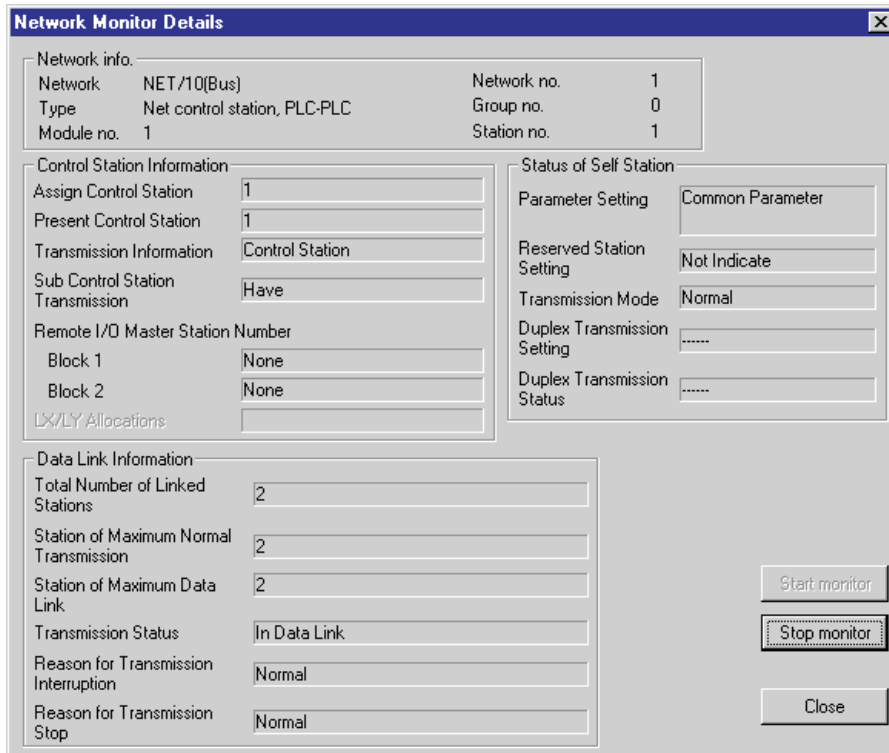 Network Monitor Details
Network info.
Network NET/10(Bus) Network no. 1
Type Net control station, PLC-PLC Group no. 0
Module no. 1 Station no. 1
Control Station Information
Assign Control Station 1
Present Control Station 1
Transmission Information Control Station
Sub Control Station
Transmission Have
Remote I/O Master Station Number
Block 1 None
Block 2 None
LX/LY Allocations
Status of Self Station
Parameter Setting Common Parameter
Reserved Station
Setting Not Indicate
Transmission Mode Normal
Duplex Transmission
Setting ------
Duplex Transmission
Status ------
Data Link Information
Total Number of Linked
Stations 2
Station of Maximum Normal
Transmission 2
Station of Maximum Data
Link 2
Transmission Status In Data Link
Reason for Transmission
Interruption Normal
Reason for Transmission
Stop Normal
Start monitor
Stop monitor
Close